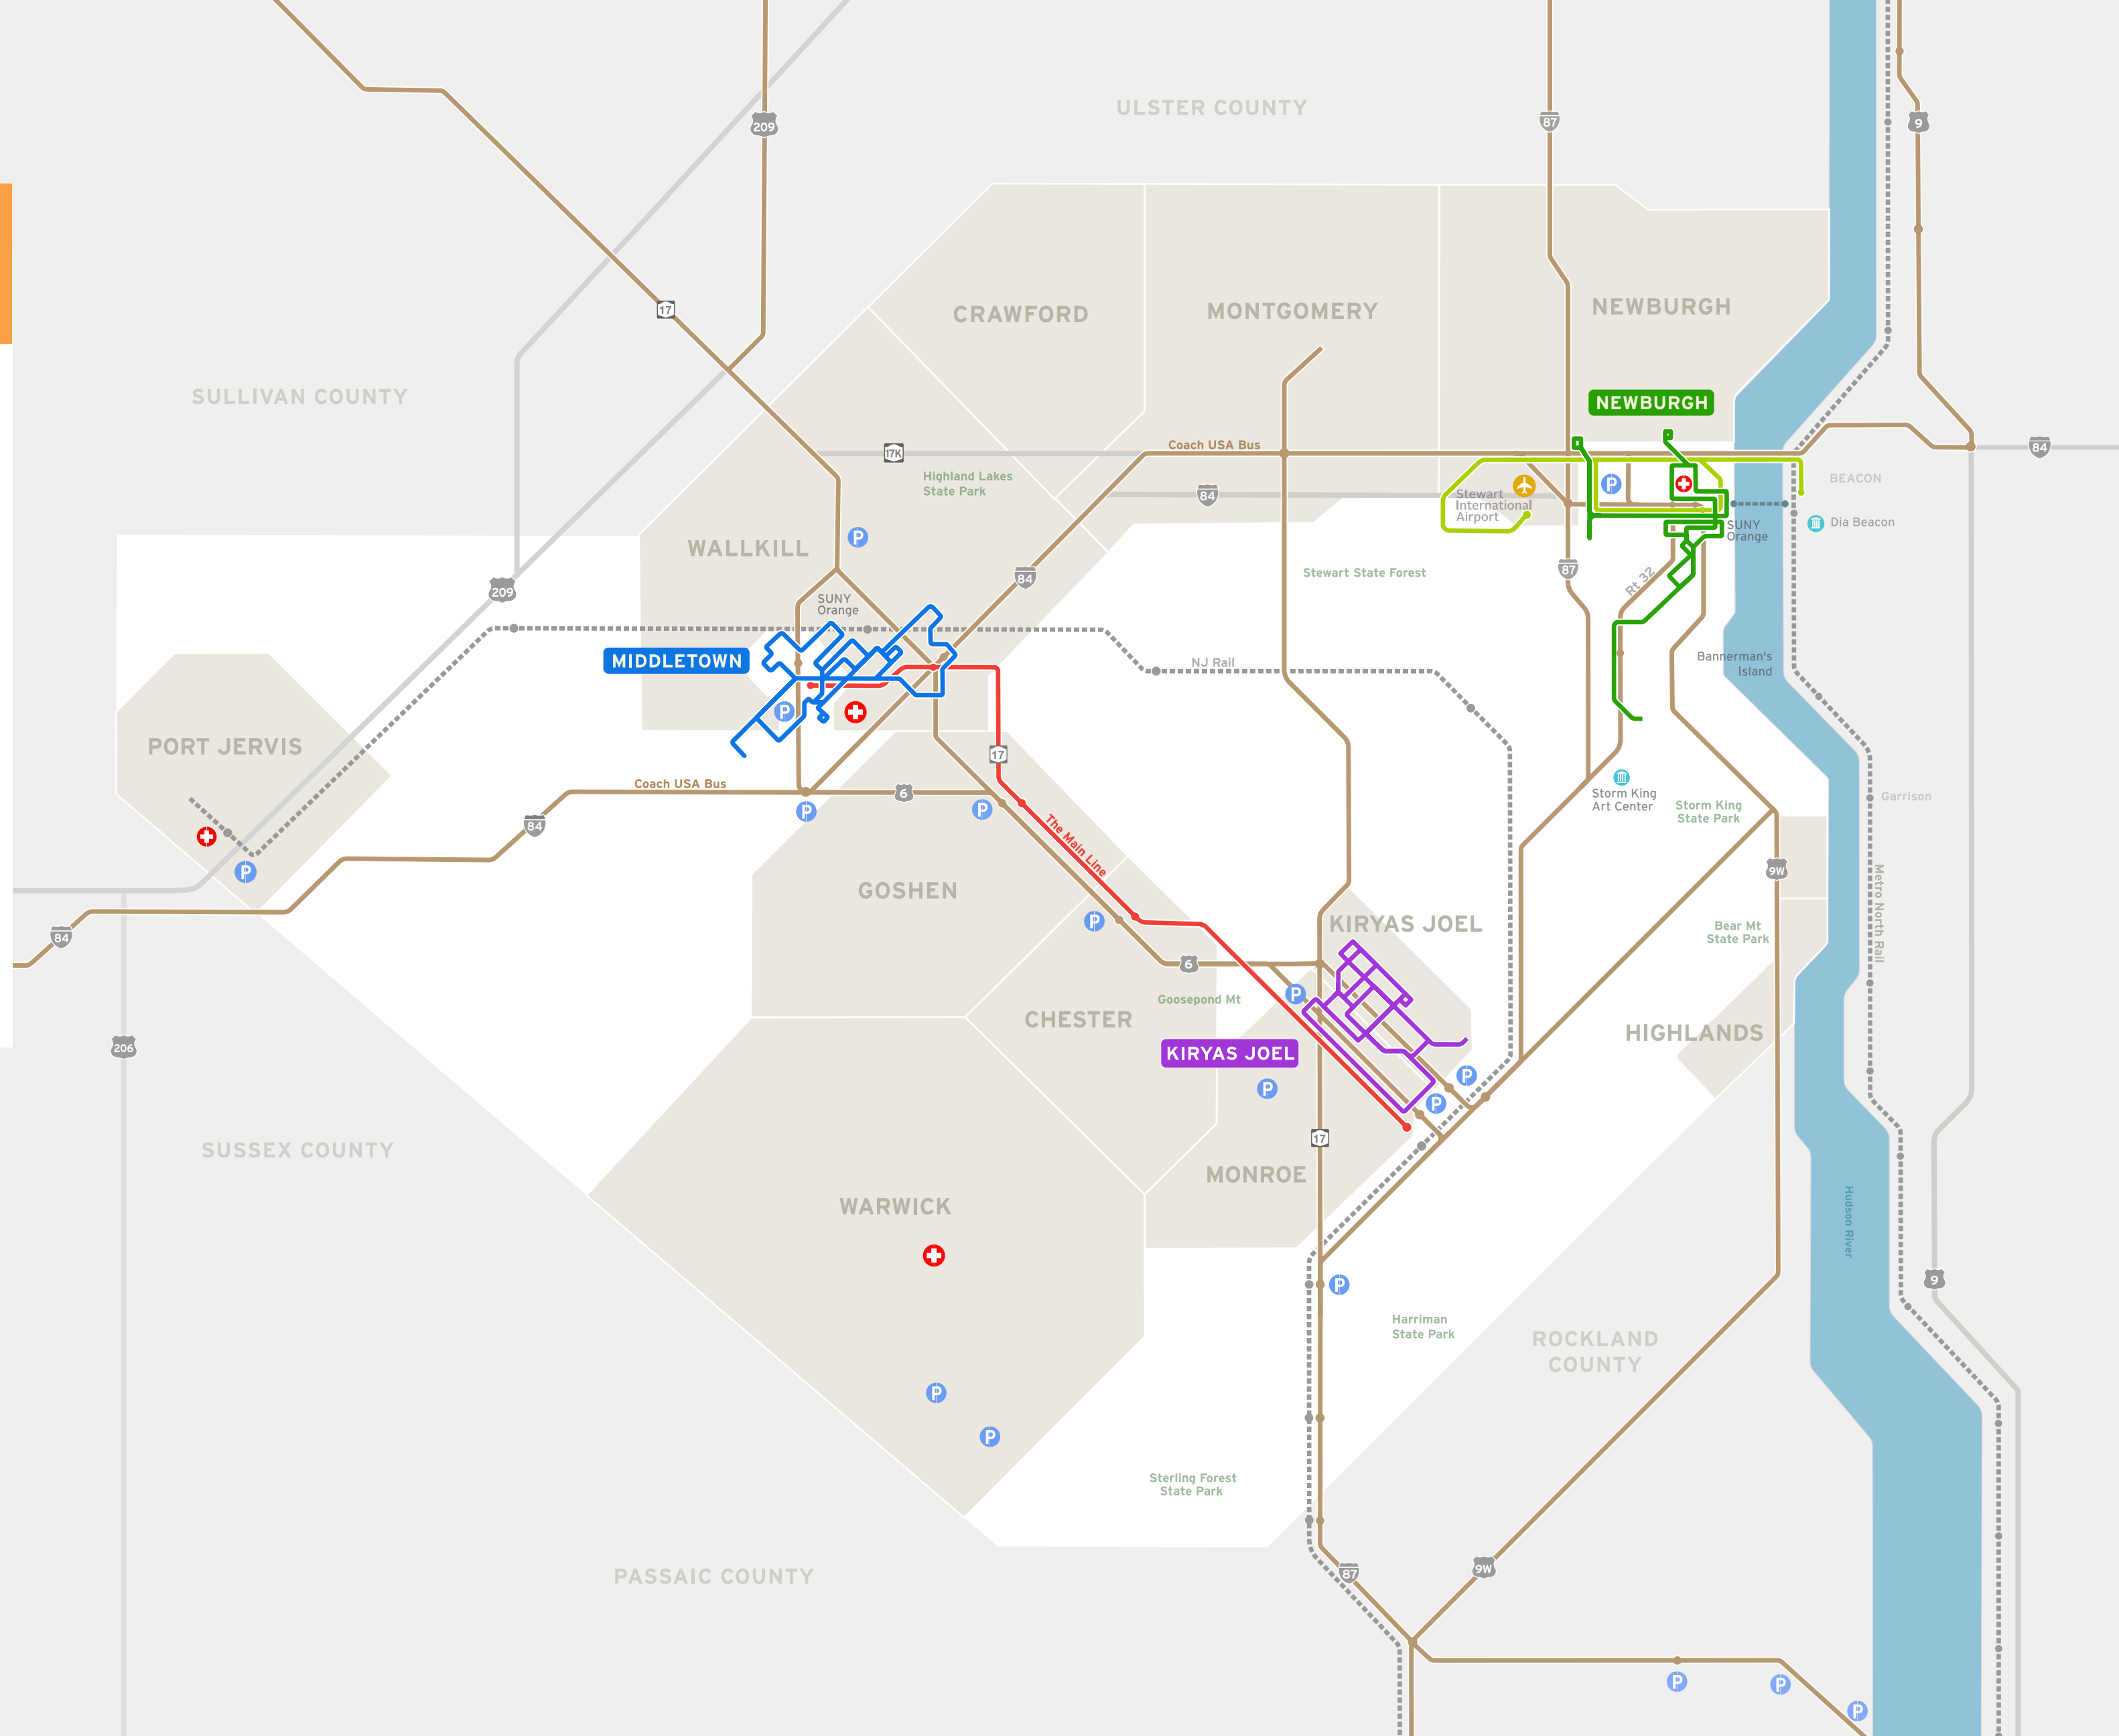 ULSTER COUNTY
209
87
9
CRAWFORD
MONTGOMERY
NEWBURGH
17
SULLIVAN COUNTY
NEWBURGH
Coach USA Bus
17K
84
Highland Lakes
State Park
84
Stewart
International
Airport
P
P
BEACON
Dia Beacon
SUNY
Orange
WALLKILL
P
84
Stewart State Forest
87
Rt 32
209
SUNY
Orange
MIDDLETOWN
NJ Rail
Bannerman's
Island
P
PORT JERVIS
17
Coach USA Bus
6
P
P
84
The Main Line
Storm King
Art Center
Storm King
State Park
Garrison
P
9W
GOSHEN
Metro North Rail
P
KIRYAS JOEL
84
Bear Mt
State Park
6
Goosepond Mt
P
CHESTER
HIGHLANDS
206
KIRYAS JOEL
P
P
P
17
SUSSEX COUNTY
MONROE
WARWICK
Hudson River
9
P
Harriman
State Park
ROCKLAND
COUNTY
P
P
Sterling Forest
State Park
PASSAIC COUNTY
87
9W
P
P
P